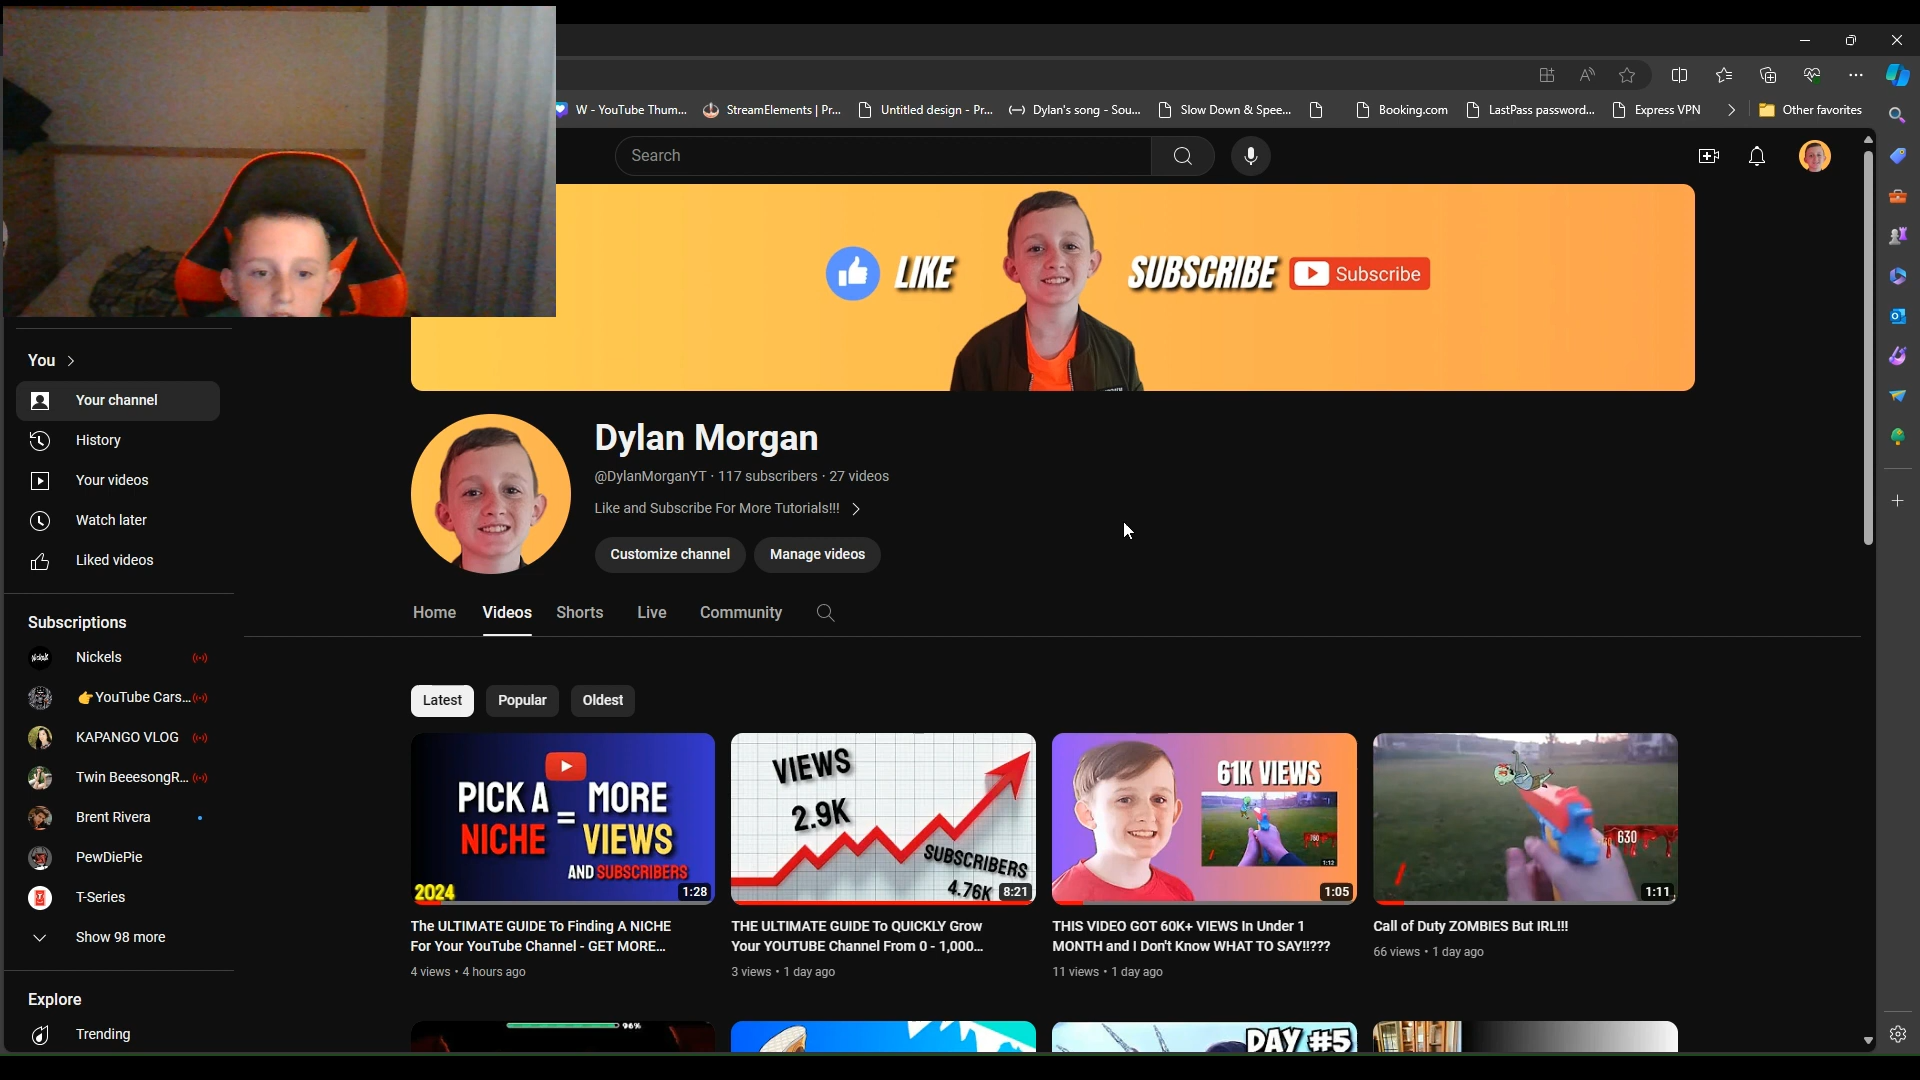 W - YouTube Thum...
StreamElements | Pr...
Untitled design - Pr...
Dylan's song - Sou...
Slow Down & Spee...
Booking.com
LastPass password...
Express VPN
Other favorites
Search
LIKE
SUBSCRIBE
Subscribe
You
Your channel
History
Your videos
Watch later
Liked videos
Subscriptions
Nickels
👉YouTube Cars...
KAPANGO VLOG
Twin BeeesongR...
Brent Rivera
PewDiePie
T-Series
Show 98 more
Explore
Trending
Dylan Morgan
@DylanMorganYT · 117 subscribers · 27 videos
Like and Subscribe For More Tutorials!!!
Customize channel
Manage videos
Home
Videos
Shorts
Live
Community
Latest
Popular
Oldest
PICK A = MORE
NICHE VIEWS
AND SUBSCRIBERS
2024
1:28
The ULTIMATE GUIDE To Finding A NICHE
For Your YouTube Channel - GET MORE...
4 views · 4 hours ago
VIEWS
2.9K
SUBSCRIBERS
4.76K
8:21
THE ULTIMATE GUIDE To QUICKLY Grow
Your YOUTUBE Channel From 0 - 1,000...
3 views · 1 day ago
61K VIEWS
1:12
1:05
THIS VIDEO GOT 60K+ VIEWS In Under 1
MONTH and I Don't Know WHAT TO SAY!!???
11 views · 1 day ago
630
1:11
Call of Duty ZOMBIES But IRL!!!
66 views · 1 day ago
96%
DAY #5